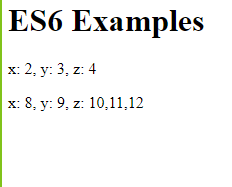 ES6 Examples
x: 2, y: 3, z: 4
x: 8, y: 9, z: 10,11,12